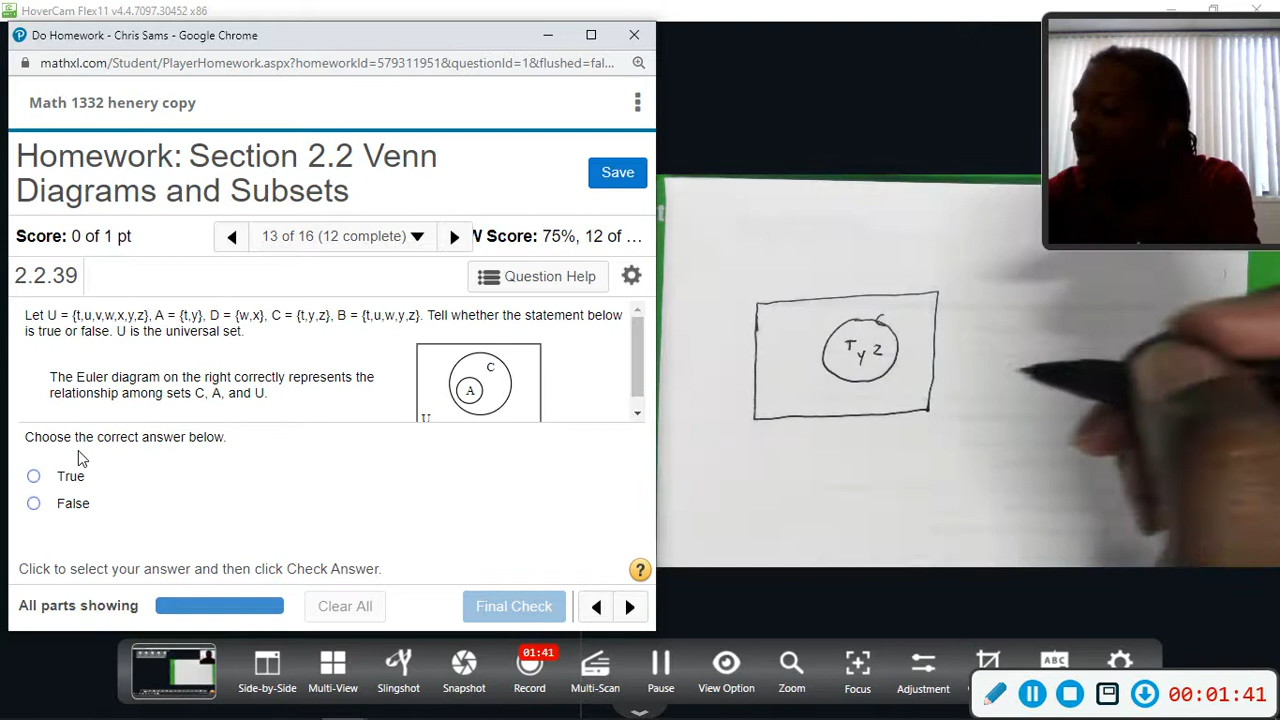 HoverCam Flex11 v4.4.7097.30452 x86
Do Homework - Chris Sams - Google Chrome
mathxl.com/Student/PlayerHomework.aspx?homeworkId=579311951&questionId=1&flushed=fal...
Math 1332 henery copy
Homework: Section 2.2 Venn
Diagrams and Subsets
Save
Score: 0 of 1 pt
13 of 16 (12 complete)
W Score: 75%, 12 of ...
2.2.39
Question Help
Let U = {t,u,v,w,x,y,z}, A = {t,y}, D = {w,x}, C = {t,y,z}, B = {t,u,w,y,z}. Tell whether the statement below
is true or false. U is the universal set.
The Euler diagram on the right correctly represents the
relationship among sets C, A, and U.
C
A
U
Choose the correct answer below.
True
False
Click to select your answer and then click Check Answer.
?
All parts showing
Clear All
Final Check
C
T y z
01:41
Side-by-Side
Multi-View
Slingshot
Snapshot
Record
Multi-Scan
Pause
View Option
Zoom
Focus
Adjustment
ABC
00:01:41